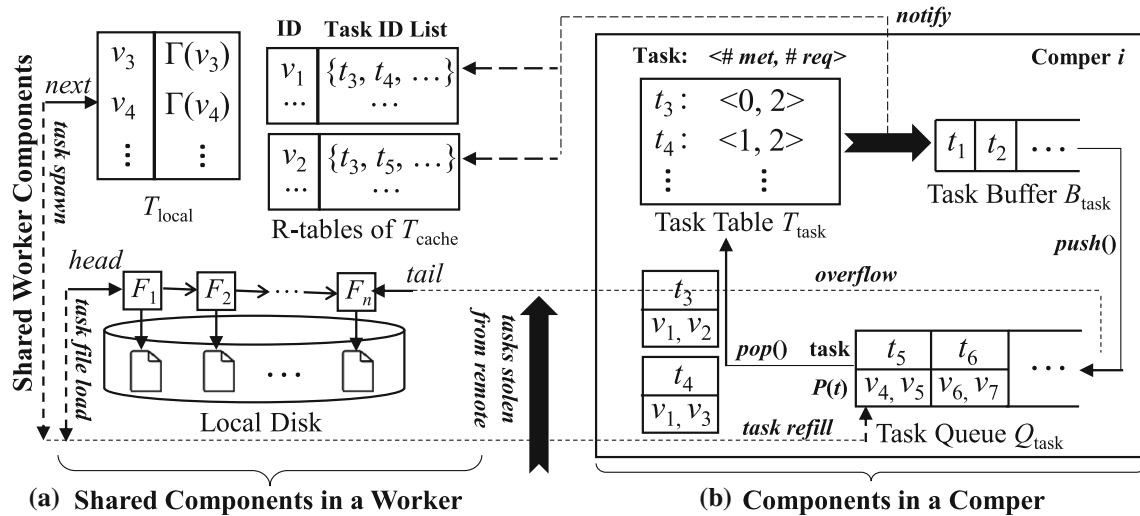 notify
ID Task ID List
v3 Γ(v3)
v4 Γ(v4)
⋮ ⋮
next
task spawn
Shared Worker Components
Tlocal
v1 {t3, t4, …}
... ...
v2 {t3, t5, …}
... ...
R-tables of Tcache
head
tail
F1 F2 ... Fn
...
Local Disk
task file load
tasks stolen
from remote
(a) Shared Components in a Worker
Comper i
Task: <# met, # req>
t3 : <0, 2>
t4 : <1, 2>
⋮ ⋮
Task Table Ttask
t1 t2 ...
Task Buffer Btask
push()
overflow
t3
v1, v2
t4
v1, v3
pop()
task t5 t6 ...
P(t) v4, v5 v6, v7
task refill
Task Queue Qtask
(b) Components in a Comper